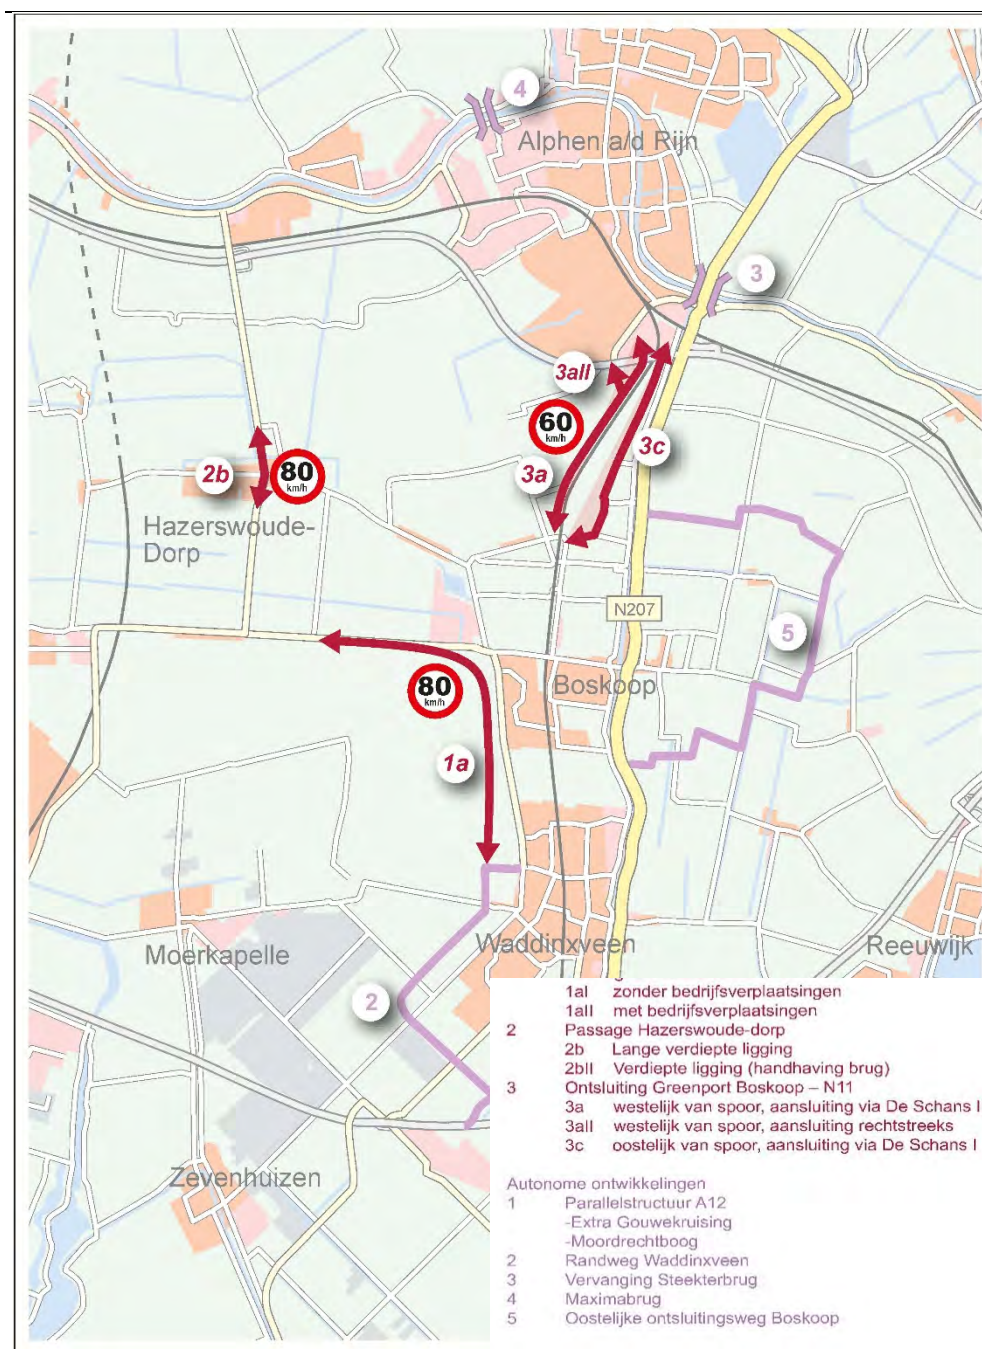 4
Alphen a/d Rijn
3
3aII
60
km/h
3c
3a
2b
80
km/h
Hazerswoude-
Dorp
N207
5
Boskoop
80
km/h
1a
Waddinxveen
Moerkapelle
Reeuwijk
2
Zevenhuizen
1aI zonder bedrijfsverplaatsingen
1aII met bedrijfsverplaatsingen
2 Passage Hazerswoude-dorp
2b Lange verdiepte ligging
2bII Verdiepte ligging (handhaving brug)
3 Ontsluiting Greenport Boskoop – N11
3a westelijk van spoor, aansluiting via De Schans I
3aII westelijk van spoor, aansluiting rechtstreeks
3c oostelijk van spoor, aansluiting via De Schans I
Autonome ontwikkelingen
1 Parallelstructuur A12
-Extra Gouwekruising
-Moordrechtboog
2 Randweg Waddinxveen
3 Vervanging Steekterbrug
4 Maximabrug
5 Oostelijke ontsluitingsweg Boskoop